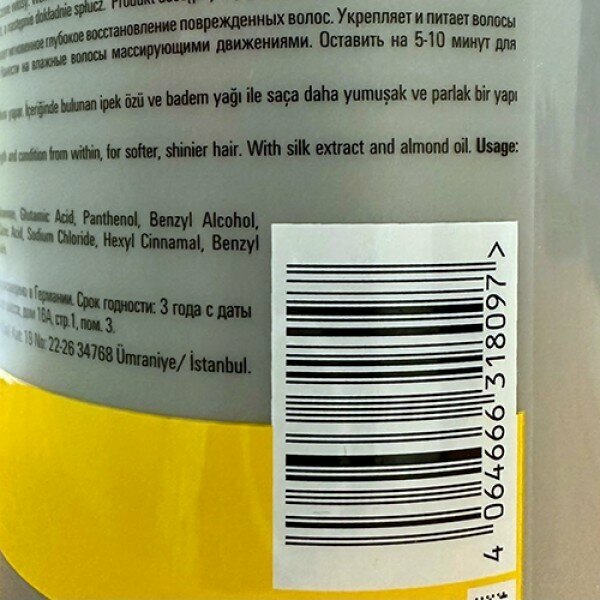 następnie dokładnie spłucz. Produkt
глубокое восстановление поврежденных волос. Укрепляет и питает волосы
на влажные волосы массирующими движениями. Оставить на 5-10 минут для
yapar. İçeriğinde bulunan ipek özü ve badem yağı ile saça daha yumuşak ve parlak bir yapı
and condition from within, for softer, shinier hair. With silk extract and almond oil. Usage:
Glutamic Acid, Panthenol, Benzyl Alcohol,
Acid, Sodium Chloride, Hexyl Cinnamal, Benzyl
в Германии. Срок годности: 3 года с даты
дом 18А, стр.1, пом. 3.
Kat: 18 No: 22-26 34768 Ümraniye/ İstanbul.
4 064666 318097 >